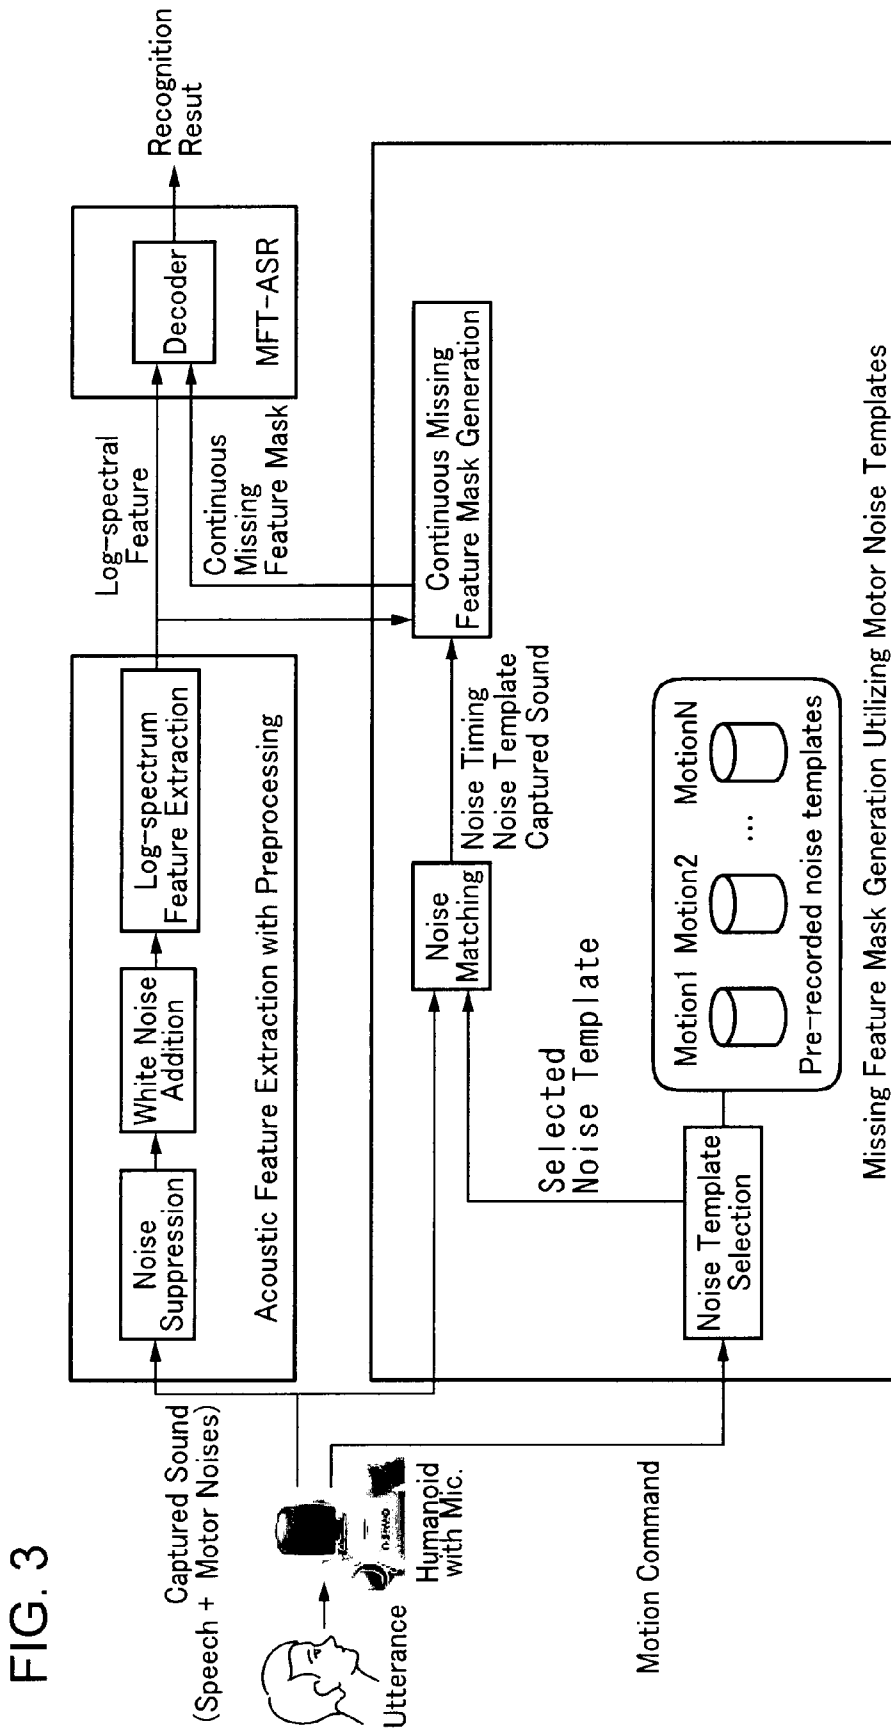 FIG. 3
Captured Sound
(Speech + Motor Noises)
Utterance
Humanoid
with Mic.
Motion Command
Noise
Suppression
White Noise
Addition
Log-spectrum
Feature Extraction
Acoustic Feature Extraction with Preprocessing
Log-spectral
Feature
Continuous
Missing
Feature Mask
Decoder
MFT-ASR
Recognition
Resut
Noise
Matching
Noise Timing
Noise Template
Captured Sound
Continuous Missing
Feature Mask Generation
Selected
Noise Template
Noise Template
Selection
Motion1 Motion2 ... MotionN
Pre-recorded noise templates
Missing Feature Mask Generation Utilizing Motor Noise Templates